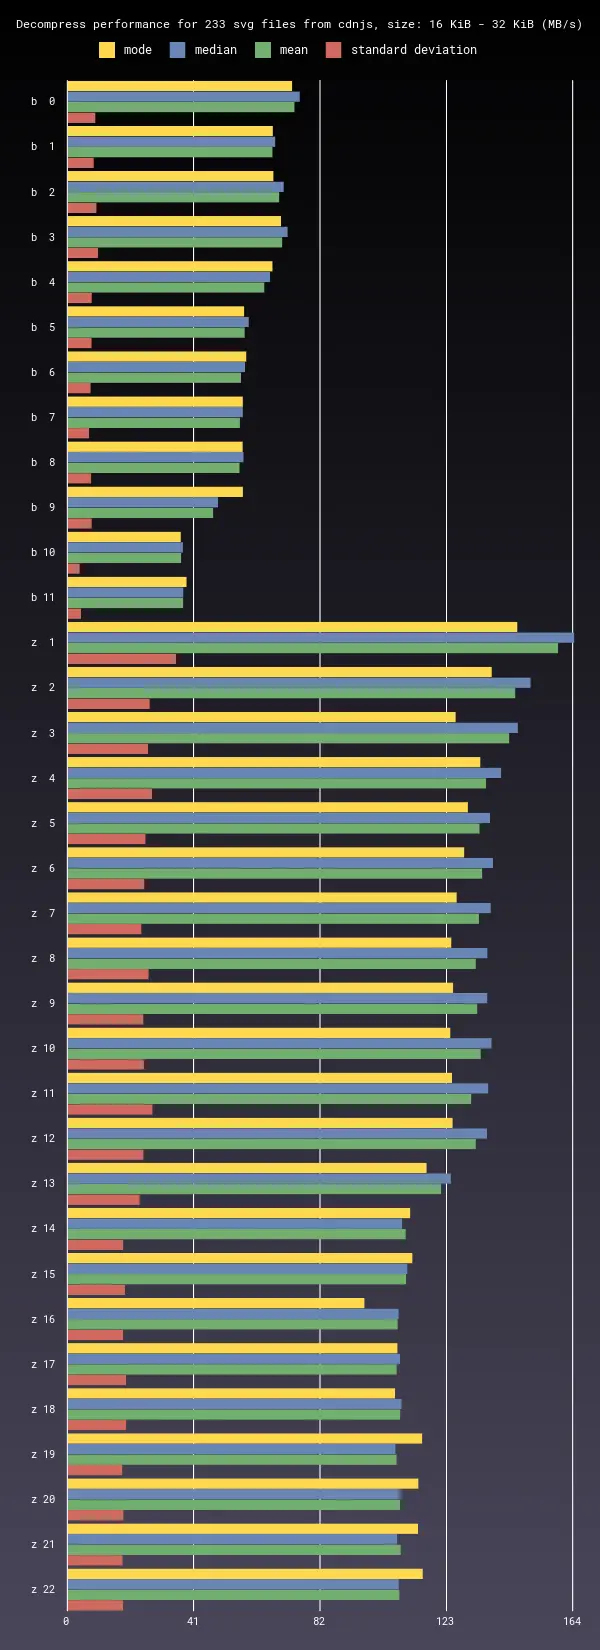 Decompress performance for 233 svg files from cdnjs, size: 16 KiB - 32 KiB (MB/s)
mode median mean standard deviation
b 0
b 1
b 2
b 3
b 4
b 5
b 6
b 7
b 8
b 9
b 10
b 11
z 1
z 2
z 3
z 4
z 5
z 6
z 7
z 8
z 9
z 10
z 11
z 12
z 13
z 14
z 15
z 16
z 17
z 18
z 19
z 20
z 21
z 22
0 41 82 123 164